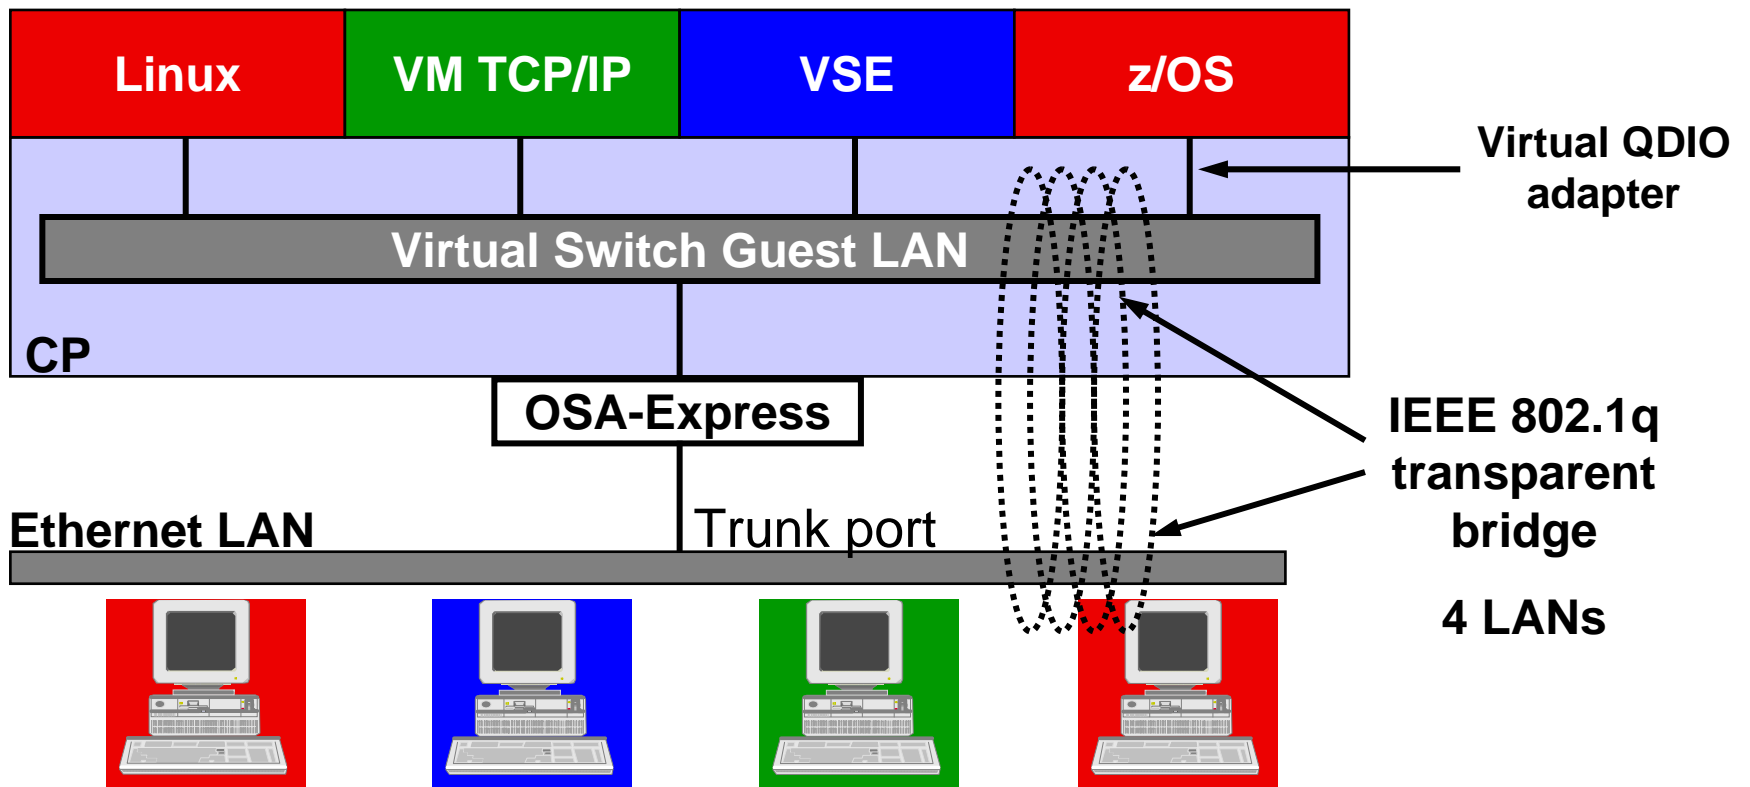 Linux
VM TCP/IP
VSE
z/OS
Virtual QDIO
adapter
Virtual Switch Guest LAN
CP
OSA-Express
IEEE 802.1q
transparent
bridge
Ethernet LAN
Trunk port
4 LANs